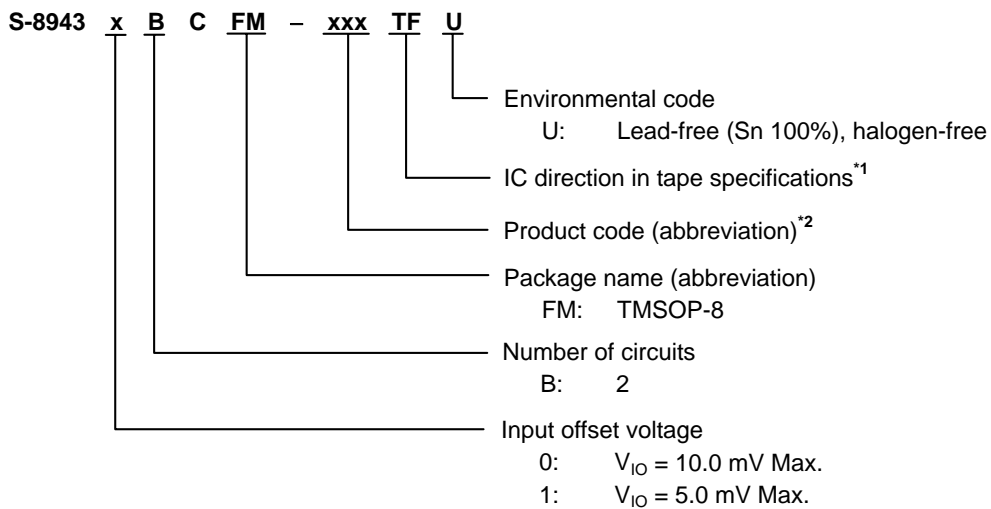 S-8943 x B C FM – xxx TF U
Environmental code
U: Lead-free (Sn 100%), halogen-free
IC direction in tape specifications*1
Product code (abbreviation)*2
Package name (abbreviation)
FM: TMSOP-8
Number of circuits
B: 2
Input offset voltage
0: VIO = 10.0 mV Max.
1: VIO = 5.0 mV Max.